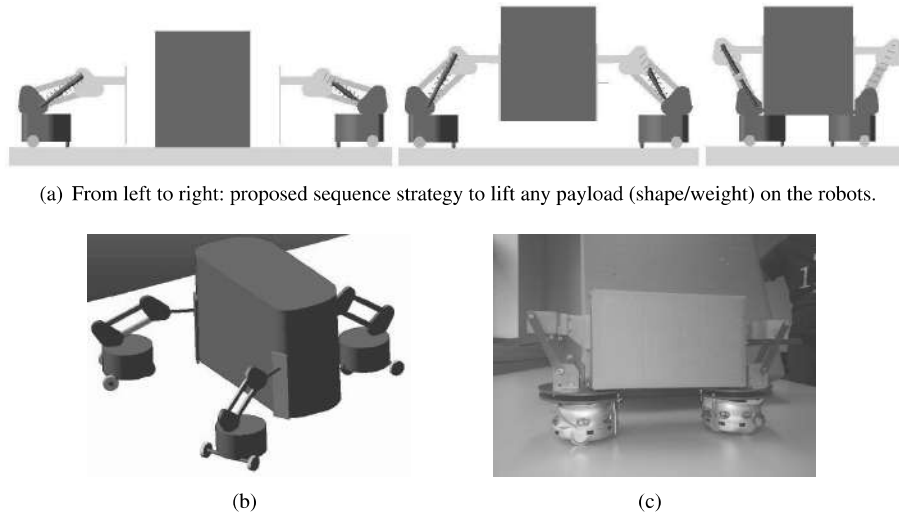 (a) From left to right: proposed sequence strategy to lift any payload (shape/weight) on the robots.
(b)
(c)